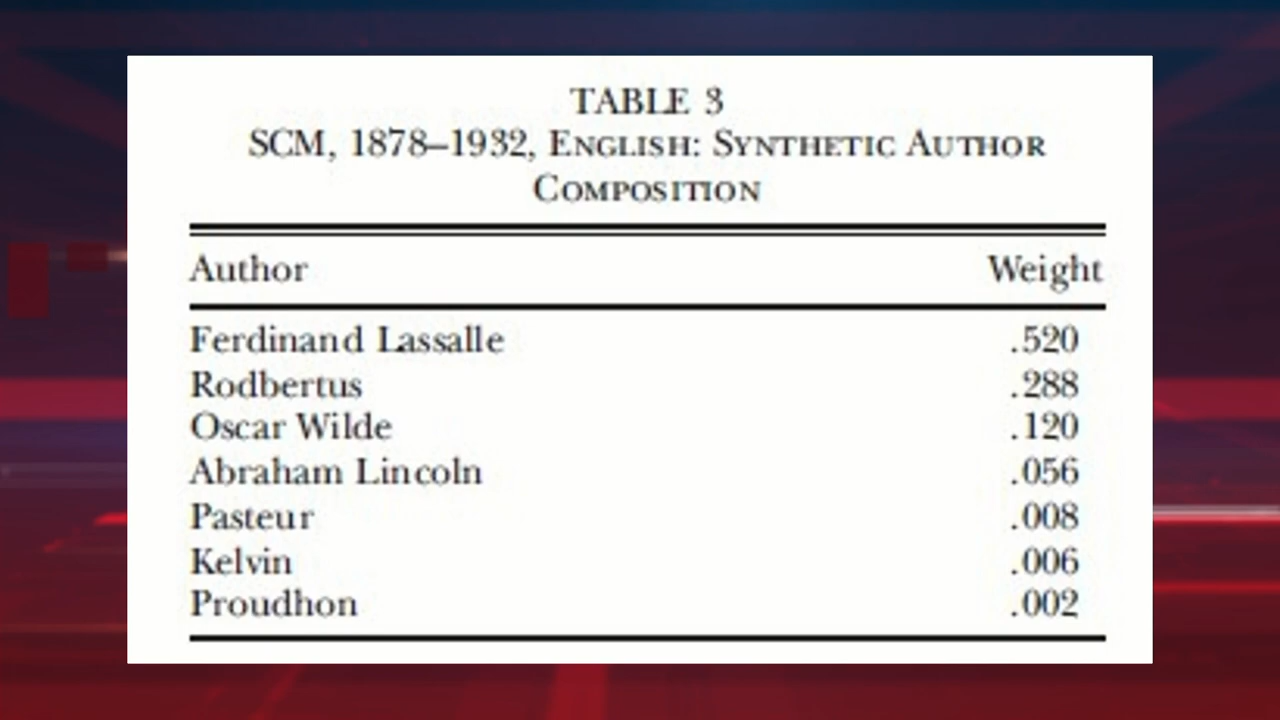 TABLE 3
SCM, 1878–1932, English: Synthetic Author
Composition
Author Weight
Ferdinand Lassalle .520
Rodbertus .288
Oscar Wilde .120
Abraham Lincoln .056
Pasteur .008
Kelvin .006
Proudhon .002